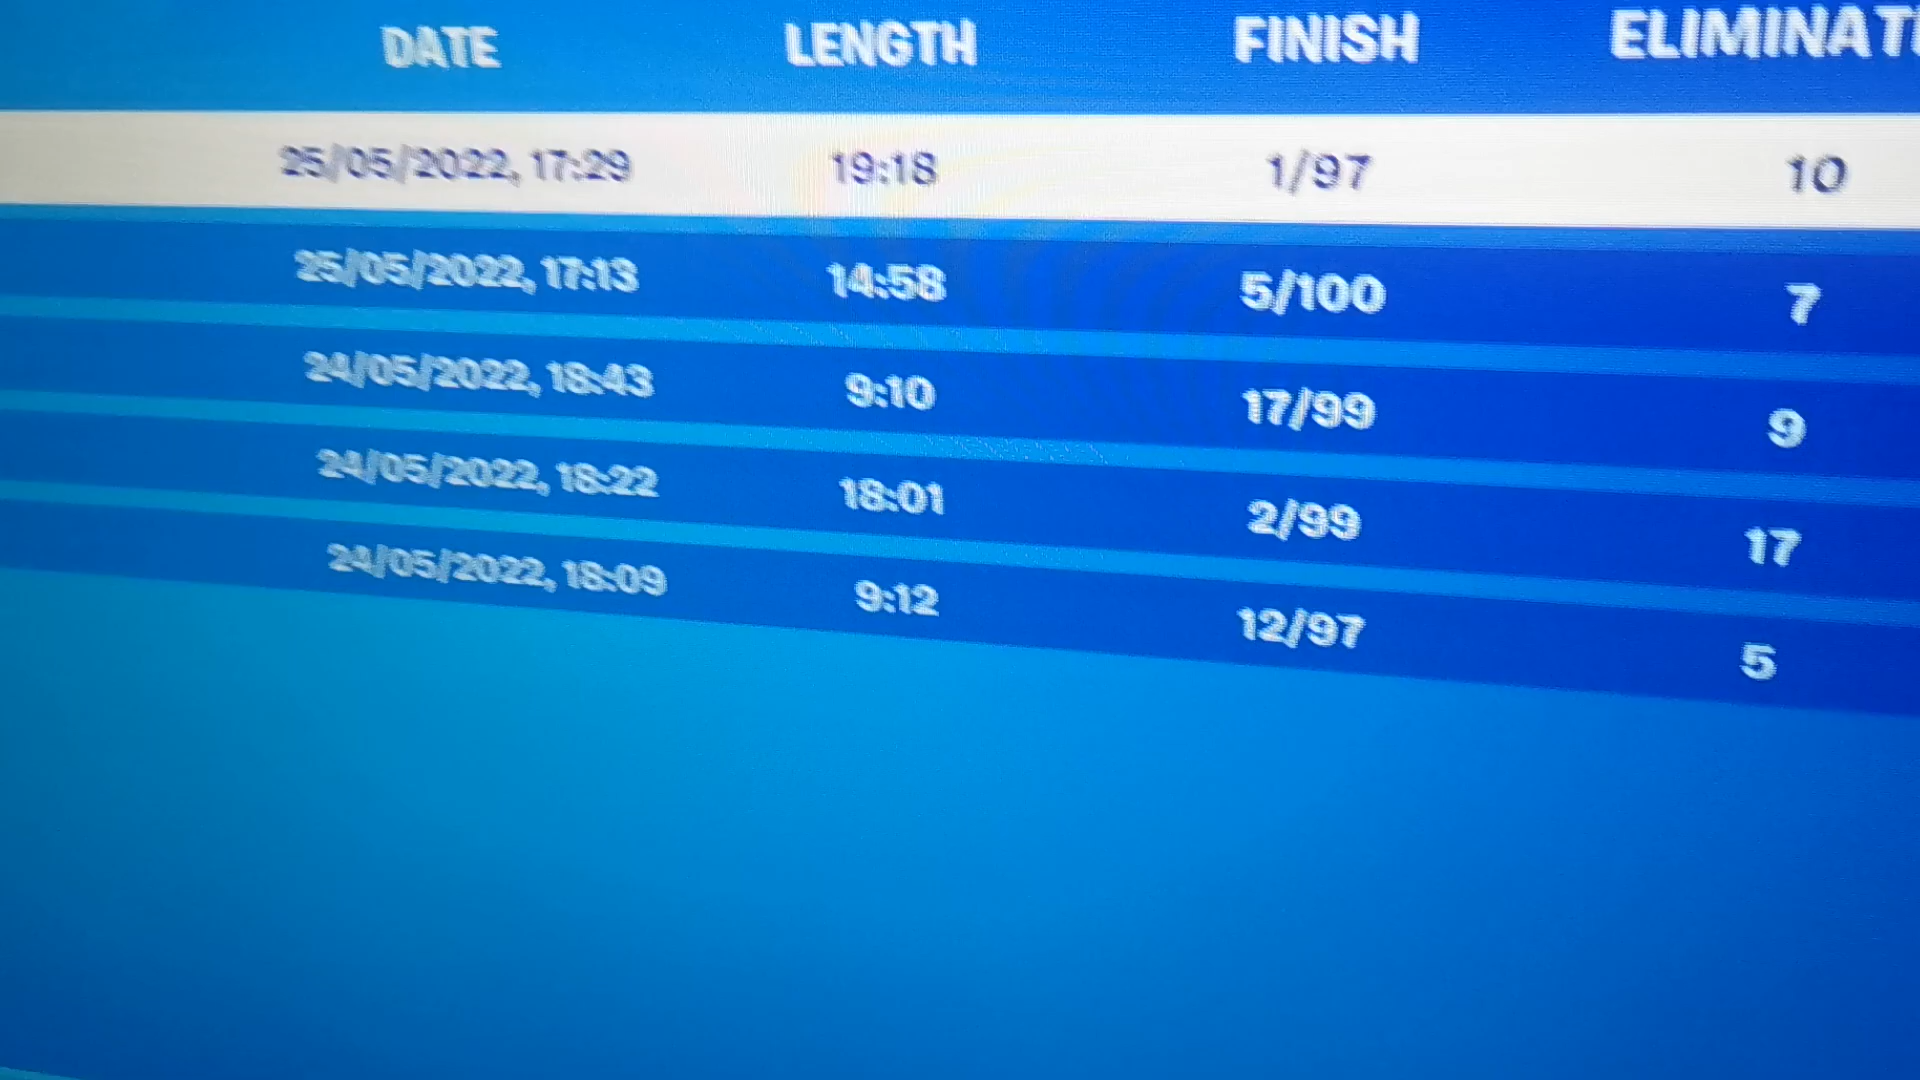 DATE LENGTH FINISH ELIMINAT
25/05/2022, 17:29 19:18 1/97 10
25/05/2022, 17:13 14:58 5/100 7
24/05/2022, 18:43 9:10 17/99 9
24/05/2022, 18:22 18:01 2/99 17
24/05/2022, 18:09 9:12 12/97 5